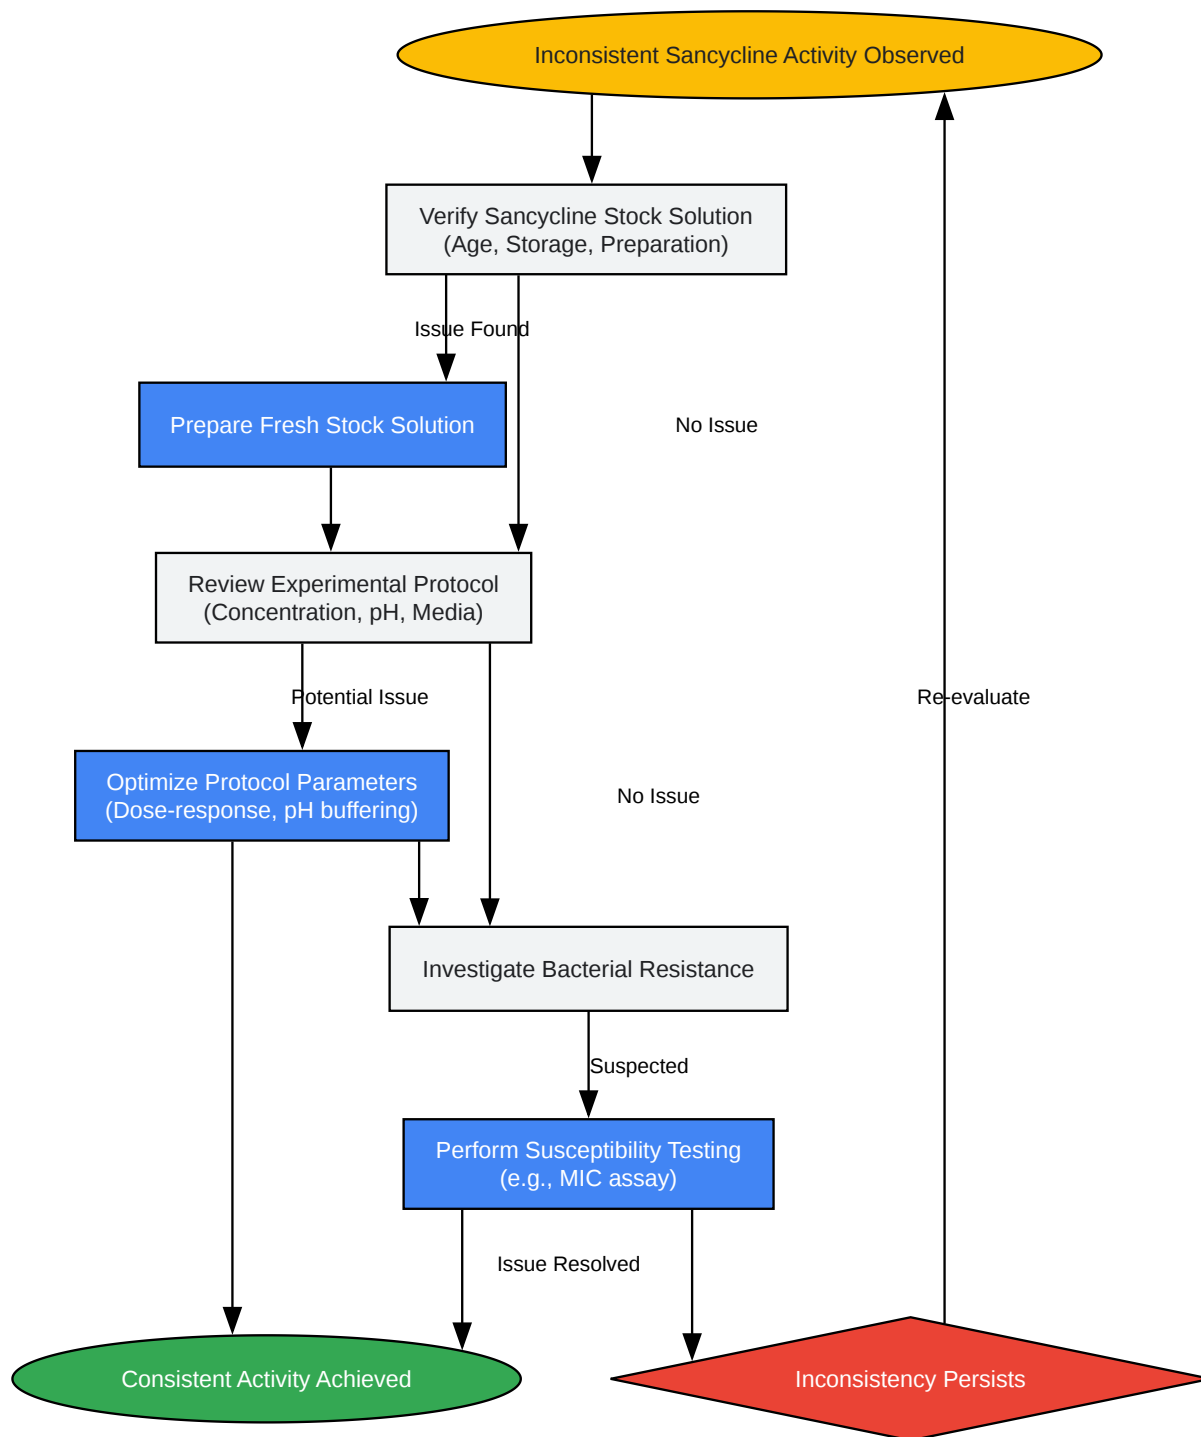 Inconsistent Sancycline Activity Observed
Verify Sancycline Stock Solution
(Age, Storage, Preparation)
Issue Found
Prepare Fresh Stock Solution
No Issue
Review Experimental Protocol
(Concentration, pH, Media)
Potential Issue
Re-evaluate
Optimize Protocol Parameters
(Dose-response, pH buffering)
No Issue
Investigate Bacterial Resistance
Suspected
Perform Susceptibility Testing
(e.g., MIC assay)
Issue Resolved
Consistent Activity Achieved
Inconsistency Persists